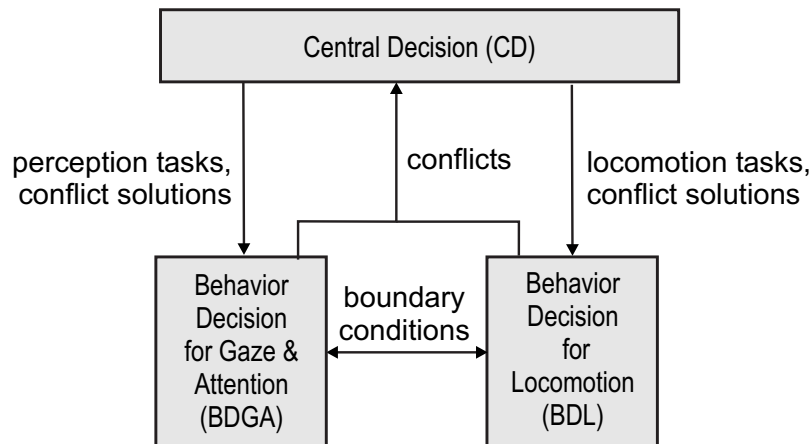 Central Decision (CD)
perception tasks,
conflict solutions
conflicts
locomotion tasks,
conflict solutions
Behavior
Decision
for Gaze &
Attention
(BDGA)
boundary
conditions
Behavior
Decision
for
Locomotion
(BDL)